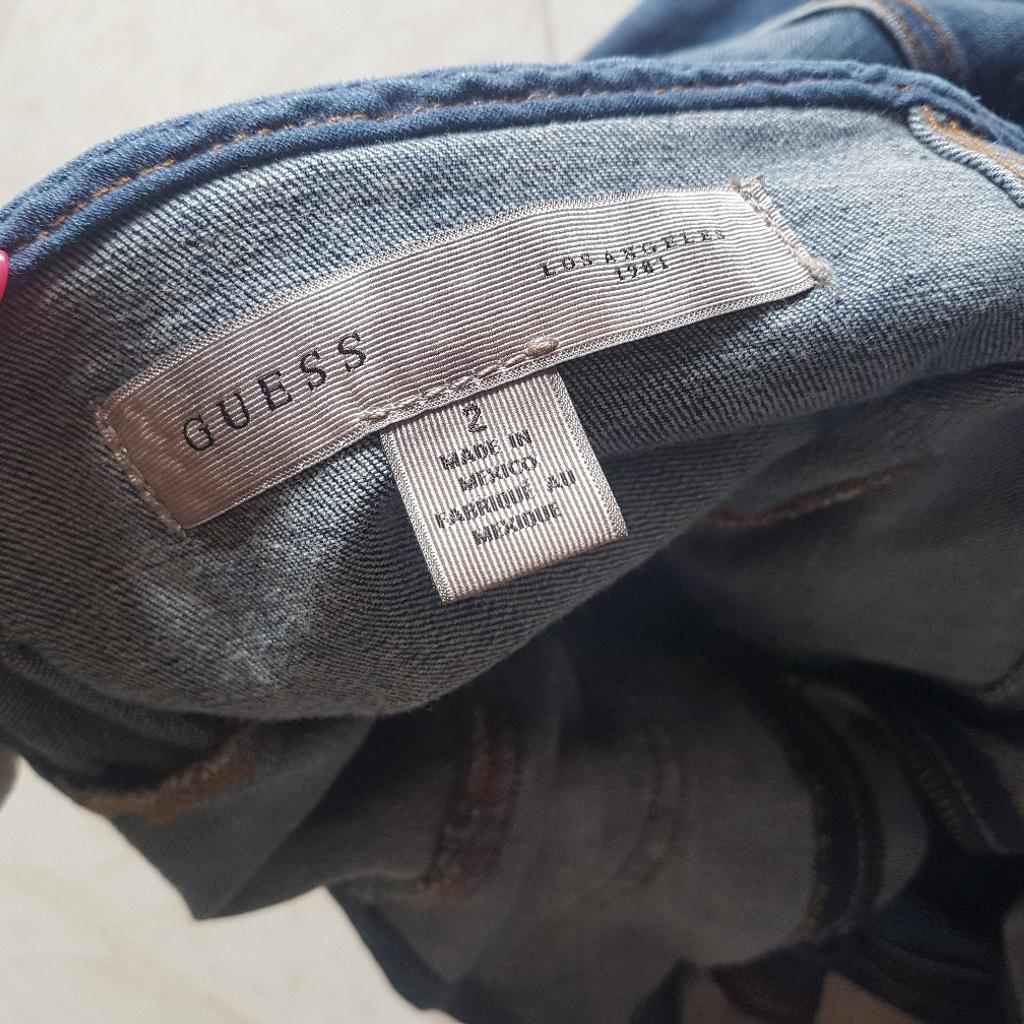 GUESS
LOS ANGELES
1981
2
MADE IN
MEXICO
FABRIQUÉ AU
MEXIQUE